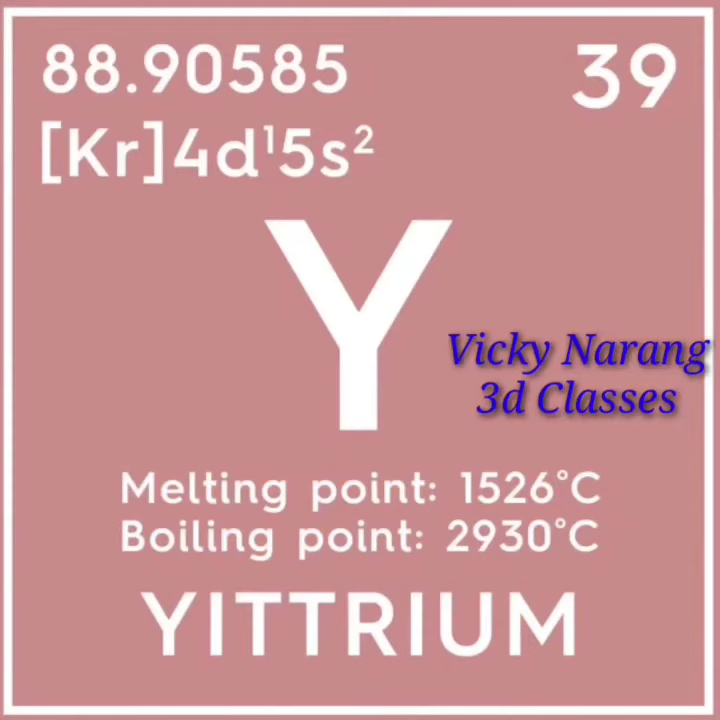 88.90585
39
[Kr]4d¹5s²
Y
Vicky Narang
3d Classes
Melting point: 1526°C
Boiling point: 2930°C
YITTRIUM